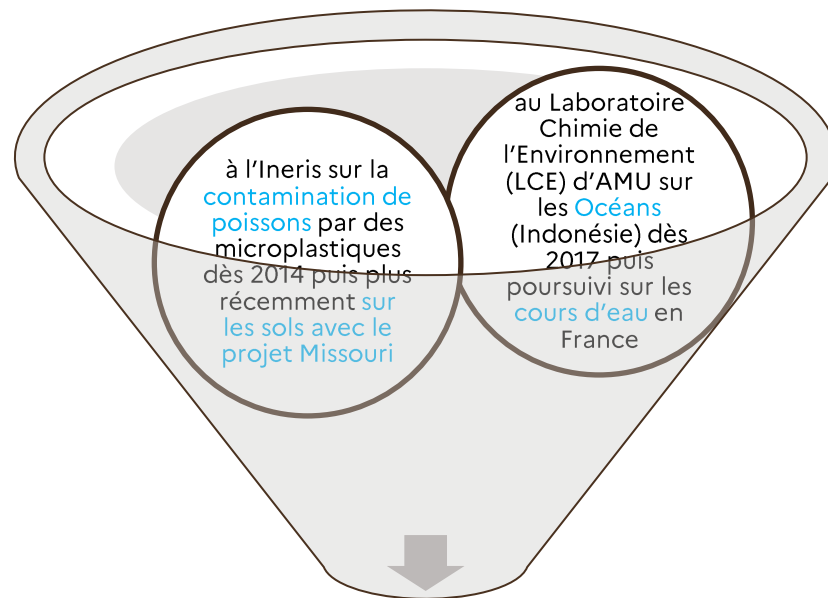 à l’Ineris sur la
contamination de
poissons par des
microplastiques
dès 2014 puis plus
récemment sur
les sols avec le
projet Missouri
au Laboratoire
Chimie de
l’Environnement
(LCE) d’AMU sur
les Océans
(Indonésie) dès
2017 puis
poursuivi sur les
cours d’eau en
France